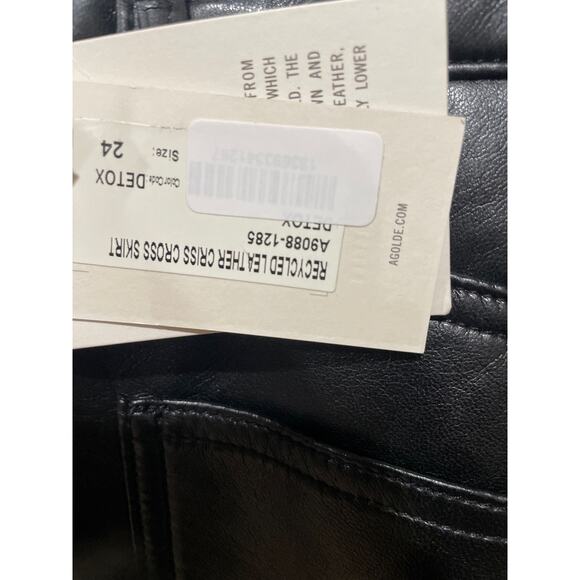 RECYCLED LEATHER CRISS CROSS SKIRT
A9088-1285
DETOX
Color Code: DETOX
Size: 24
FROM
WHICH
D. THE
N AND
EATHER,
Y LOWER
AGOLDE.COM